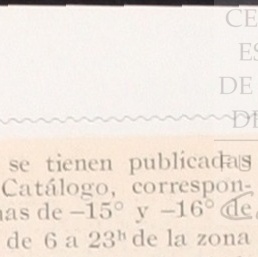 CE
ES
DE
se tienen publicadas
Catálogo, correspon-
nas de -15° y -16° de
de 6 a 23ʰ de la zona